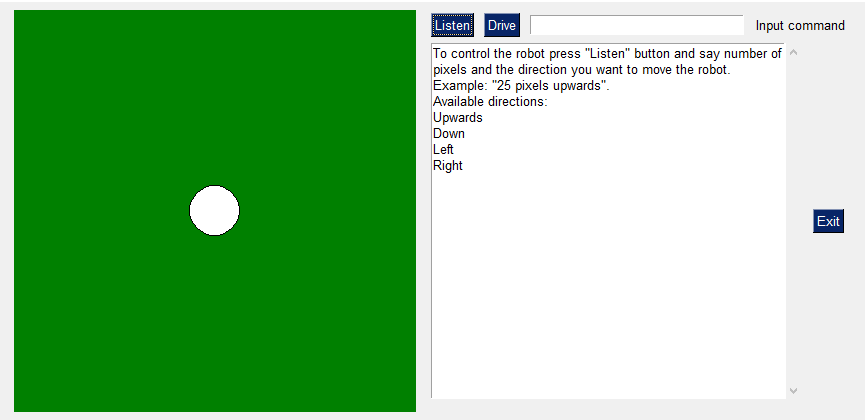 Listen Drive Input command
To control the robot press "Listen" button and say number of
pixels and the direction you want to move the robot.
Example: "25 pixels upwards".
Available directions:
Upwards
Down
Left
Right
Exit